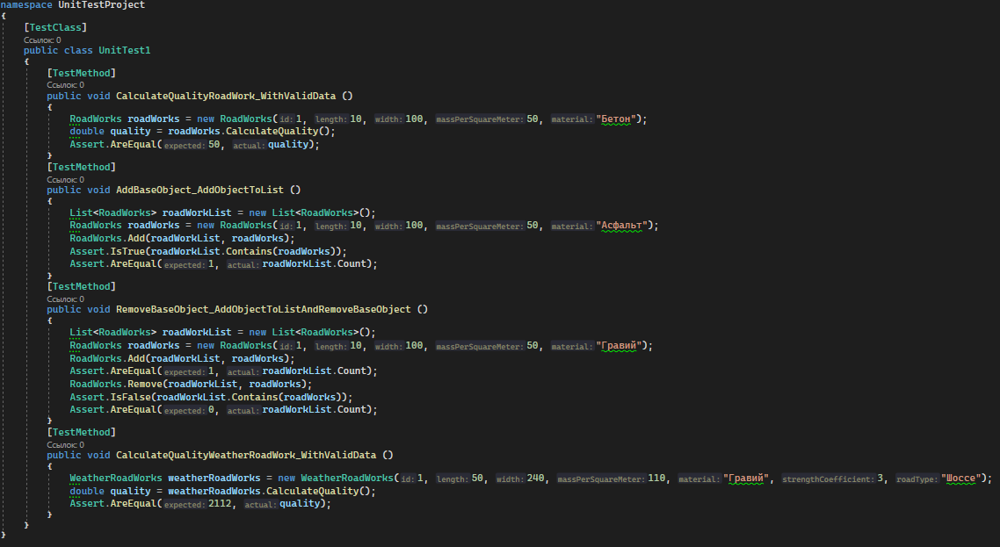 namespace UnitTestProject
{
[TestClass]
Ссылок: 0
public class UnitTest1
{
[TestMethod]
Ссылок: 0
public void CalculateQualityRoadWork_WithValidData ()
{
RoadWorks roadWorks = new RoadWorks(id: 1, length: 10, width: 100, massPerSquareMeter: 50, material: "Бетон");
double quality = roadWorks.CalculateQuality();
Assert.AreEqual(expected: 50, actual: quality);
}
[TestMethod]
Ссылок: 0
public void AddBaseObject_AddObjectToList ()
{
List<RoadWorks> roadWorkList = new List<RoadWorks>();
RoadWorks roadWorks = new RoadWorks(id: 1, length: 10, width: 100, massPerSquareMeter: 50, material: "Асфальт");
RoadWorks.Add(roadWorkList, roadWorks);
Assert.IsTrue(roadWorkList.Contains(roadWorks));
Assert.AreEqual(expected: 1, actual: roadWorkList.Count);
}
[TestMethod]
Ссылок: 0
public void RemoveBaseObject_AddObjectToListAndRemoveBaseObject ()
{
List<RoadWorks> roadWorkList = new List<RoadWorks>();
RoadWorks roadWorks = new RoadWorks(id: 1, length: 10, width: 100, massPerSquareMeter: 50, material: "Гравий");
RoadWorks.Add(roadWorkList, roadWorks);
Assert.AreEqual(expected: 1, actual: roadWorkList.Count);
RoadWorks.Remove(roadWorkList, roadWorks);
Assert.IsFalse(roadWorkList.Contains(roadWorks));
Assert.AreEqual(expected: 0, actual: roadWorkList.Count);
}
[TestMethod]
Ссылок: 0
public void CalculateQualityWeatherRoadWork_WithValidData ()
{
WeatherRoadWorks weatherRoadWorks = new WeatherRoadWorks(id: 1, length: 50, width: 240, massPerSquareMeter: 110, material: "Гравий", strengthCoefficient: 3, roadType: "Шоссе");
double quality = weatherRoadWorks.CalculateQuality();
Assert.AreEqual(expected: 2112, actual: quality);
}
}
}